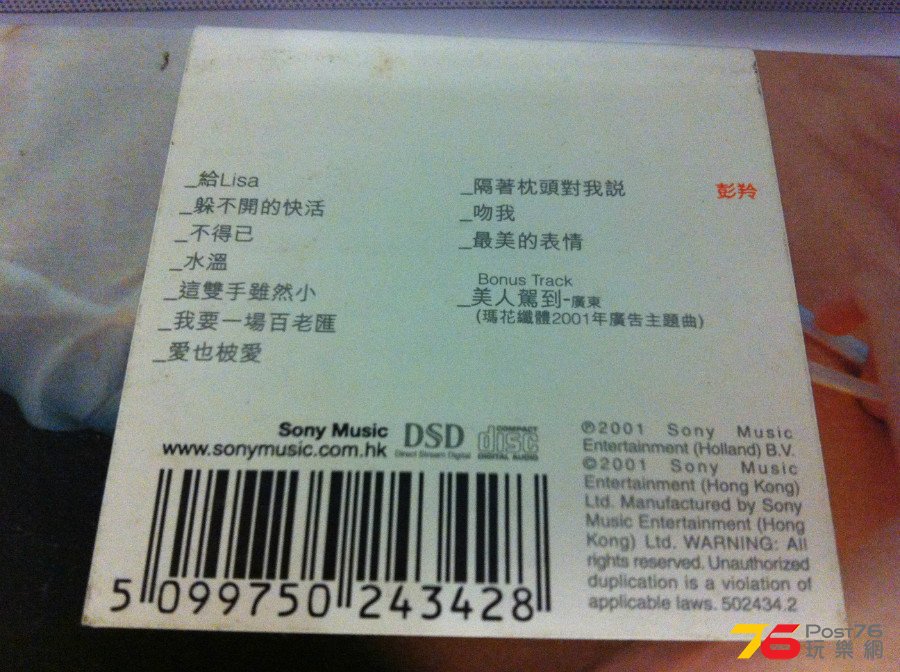 _給Lisa
_躲不開的快活
_不得已
_水溫
_這雙手雖然小
_我要一場百老匯
_愛也被愛
_隔著枕頭對我説
_吻我
_最美的表情
Bonus Track
_美人駕到-廣東
(瑪花纖體2001年廣告主題曲)
彭羚
Sony Music
www.sonymusic.com.hk
DSD
Direct Stream Digital
COMPACT
disc
DIGITAL AUDIO
℗2001 Sony Music
Entertainment (Holland) B.V.
©2001 Sony Music
Entertainment (Hong Kong)
Ltd. Manufactured by Sony
Music Entertainment (Hong
Kong) Ltd. WARNING: All
rights reserved. Unauthorized
duplication is a violation of
applicable laws. 502434.2
5 099750 243428
76 Post76
玩樂網